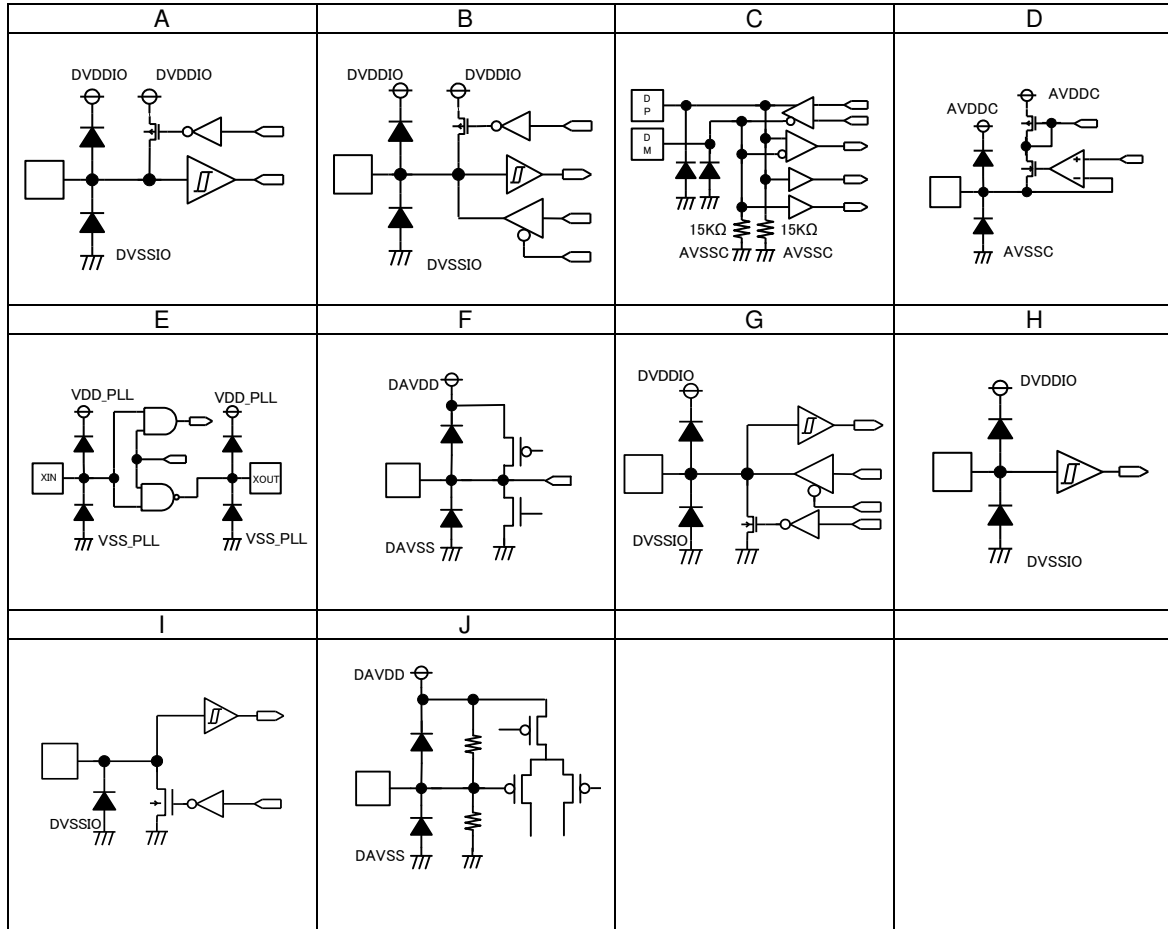 A B C D
DVDDIO DVDDIO
DVSSIO
DVDDIO DVDDIO
DVSSIO
D
P
D
M
15KΩ 15KΩ
AVSSC AVSSC
AVDDC
AVDDC
+
−
AVSSC
E F G H
VDD_PLL VDD_PLL
XIN XOUT
VSS_PLL VSS_PLL
DAVDD
DAVSS
DVDDIO
DVSSIO
DVDDIO
DVSSIO
I J
DVSSIO
DAVDD
DAVSS